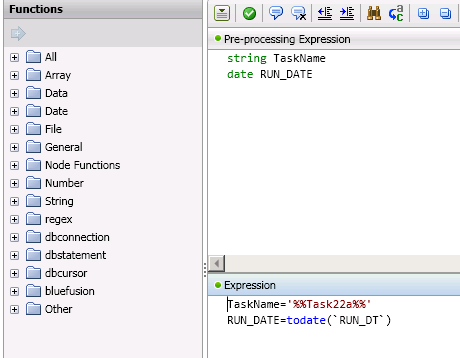 Functions
All
Array
Data
Date
File
General
Node Functions
Number
String
regex
dbconnection
dbstatement
dbcursor
bluefusion
Other
Pre-processing Expression
string TaskName
date RUN_DATE
Expression
TaskName='%%Task22a%%'
RUN_DATE=todate(`RUN_DT`)